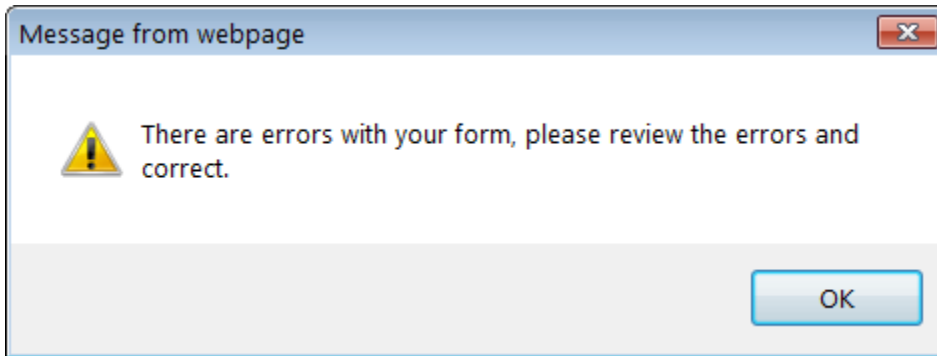 Message from webpage
There are errors with your form, please review the errors and
correct.
OK